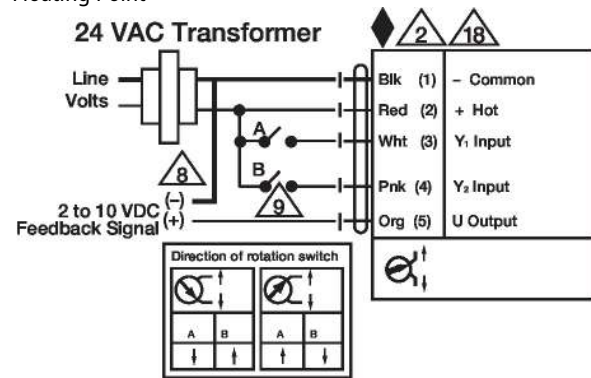 Heating Point
24 VAC Transformer
2
18
Line
Volts
Blk (1) – Common
Red (2) + Hot
A
Wht (3) Y₁ Input
B
Pnk (4) Y₂ Input
8
9
2 to 10 VDC (–)
Feedback Signal (+)
Org (5) U Output
Direction of rotation switch
A B A B